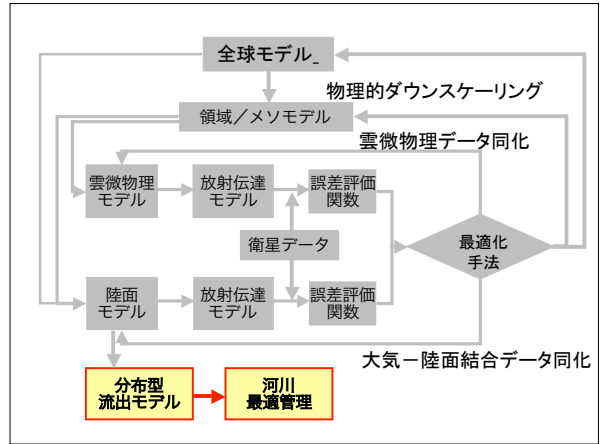 全球モデル_
物理的ダウンスケーリング
領域／メソモデル
雲微物理データ同化
雲微物理
モデル
放射伝達
モデル
誤差評価
関数
衛星データ
最適化
手法
陸面
モデル
放射伝達
モデル
誤差評価
関数
大気－陸面結合データ同化
分布型
流出モデル
河川
最適管理